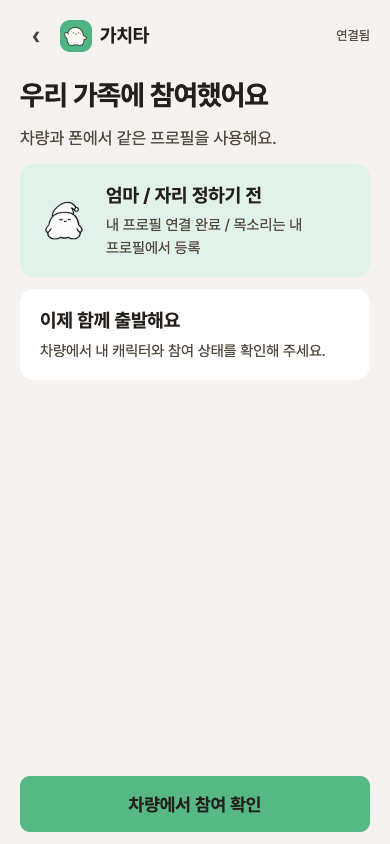 ‹ 가치타 연결됨
우리 가족에 참여했어요
차량과 폰에서 같은 프로필을 사용해요.
엄마 / 자리 정하기 전
내 프로필 연결 완료 / 목소리는 내
프로필에서 등록
이제 함께 출발해요
차량에서 내 캐릭터와 참여 상태를 확인해 주세요.
차량에서 참여 확인